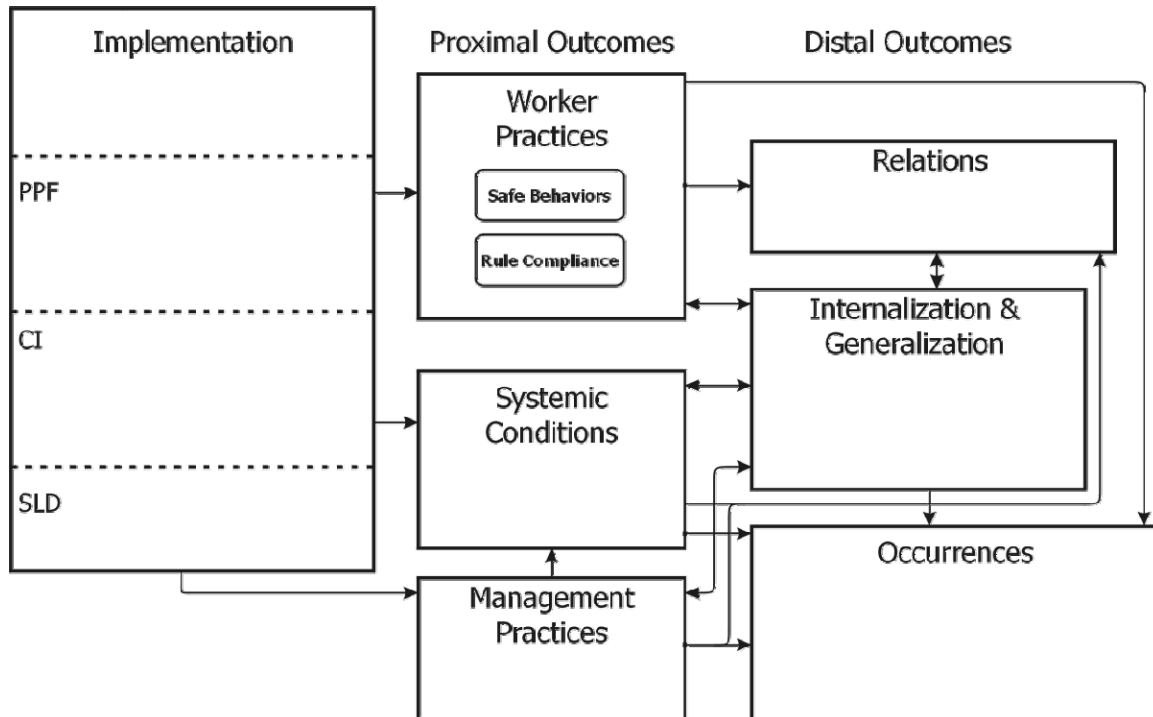 Implementation
PPF
CI
SLD
Proximal Outcomes
Worker
Practices
Safe Behaviors
Rule Compliance
Systemic
Conditions
Management
Practices
Distal Outcomes
Relations
Internalization &
Generalization
Occurrences